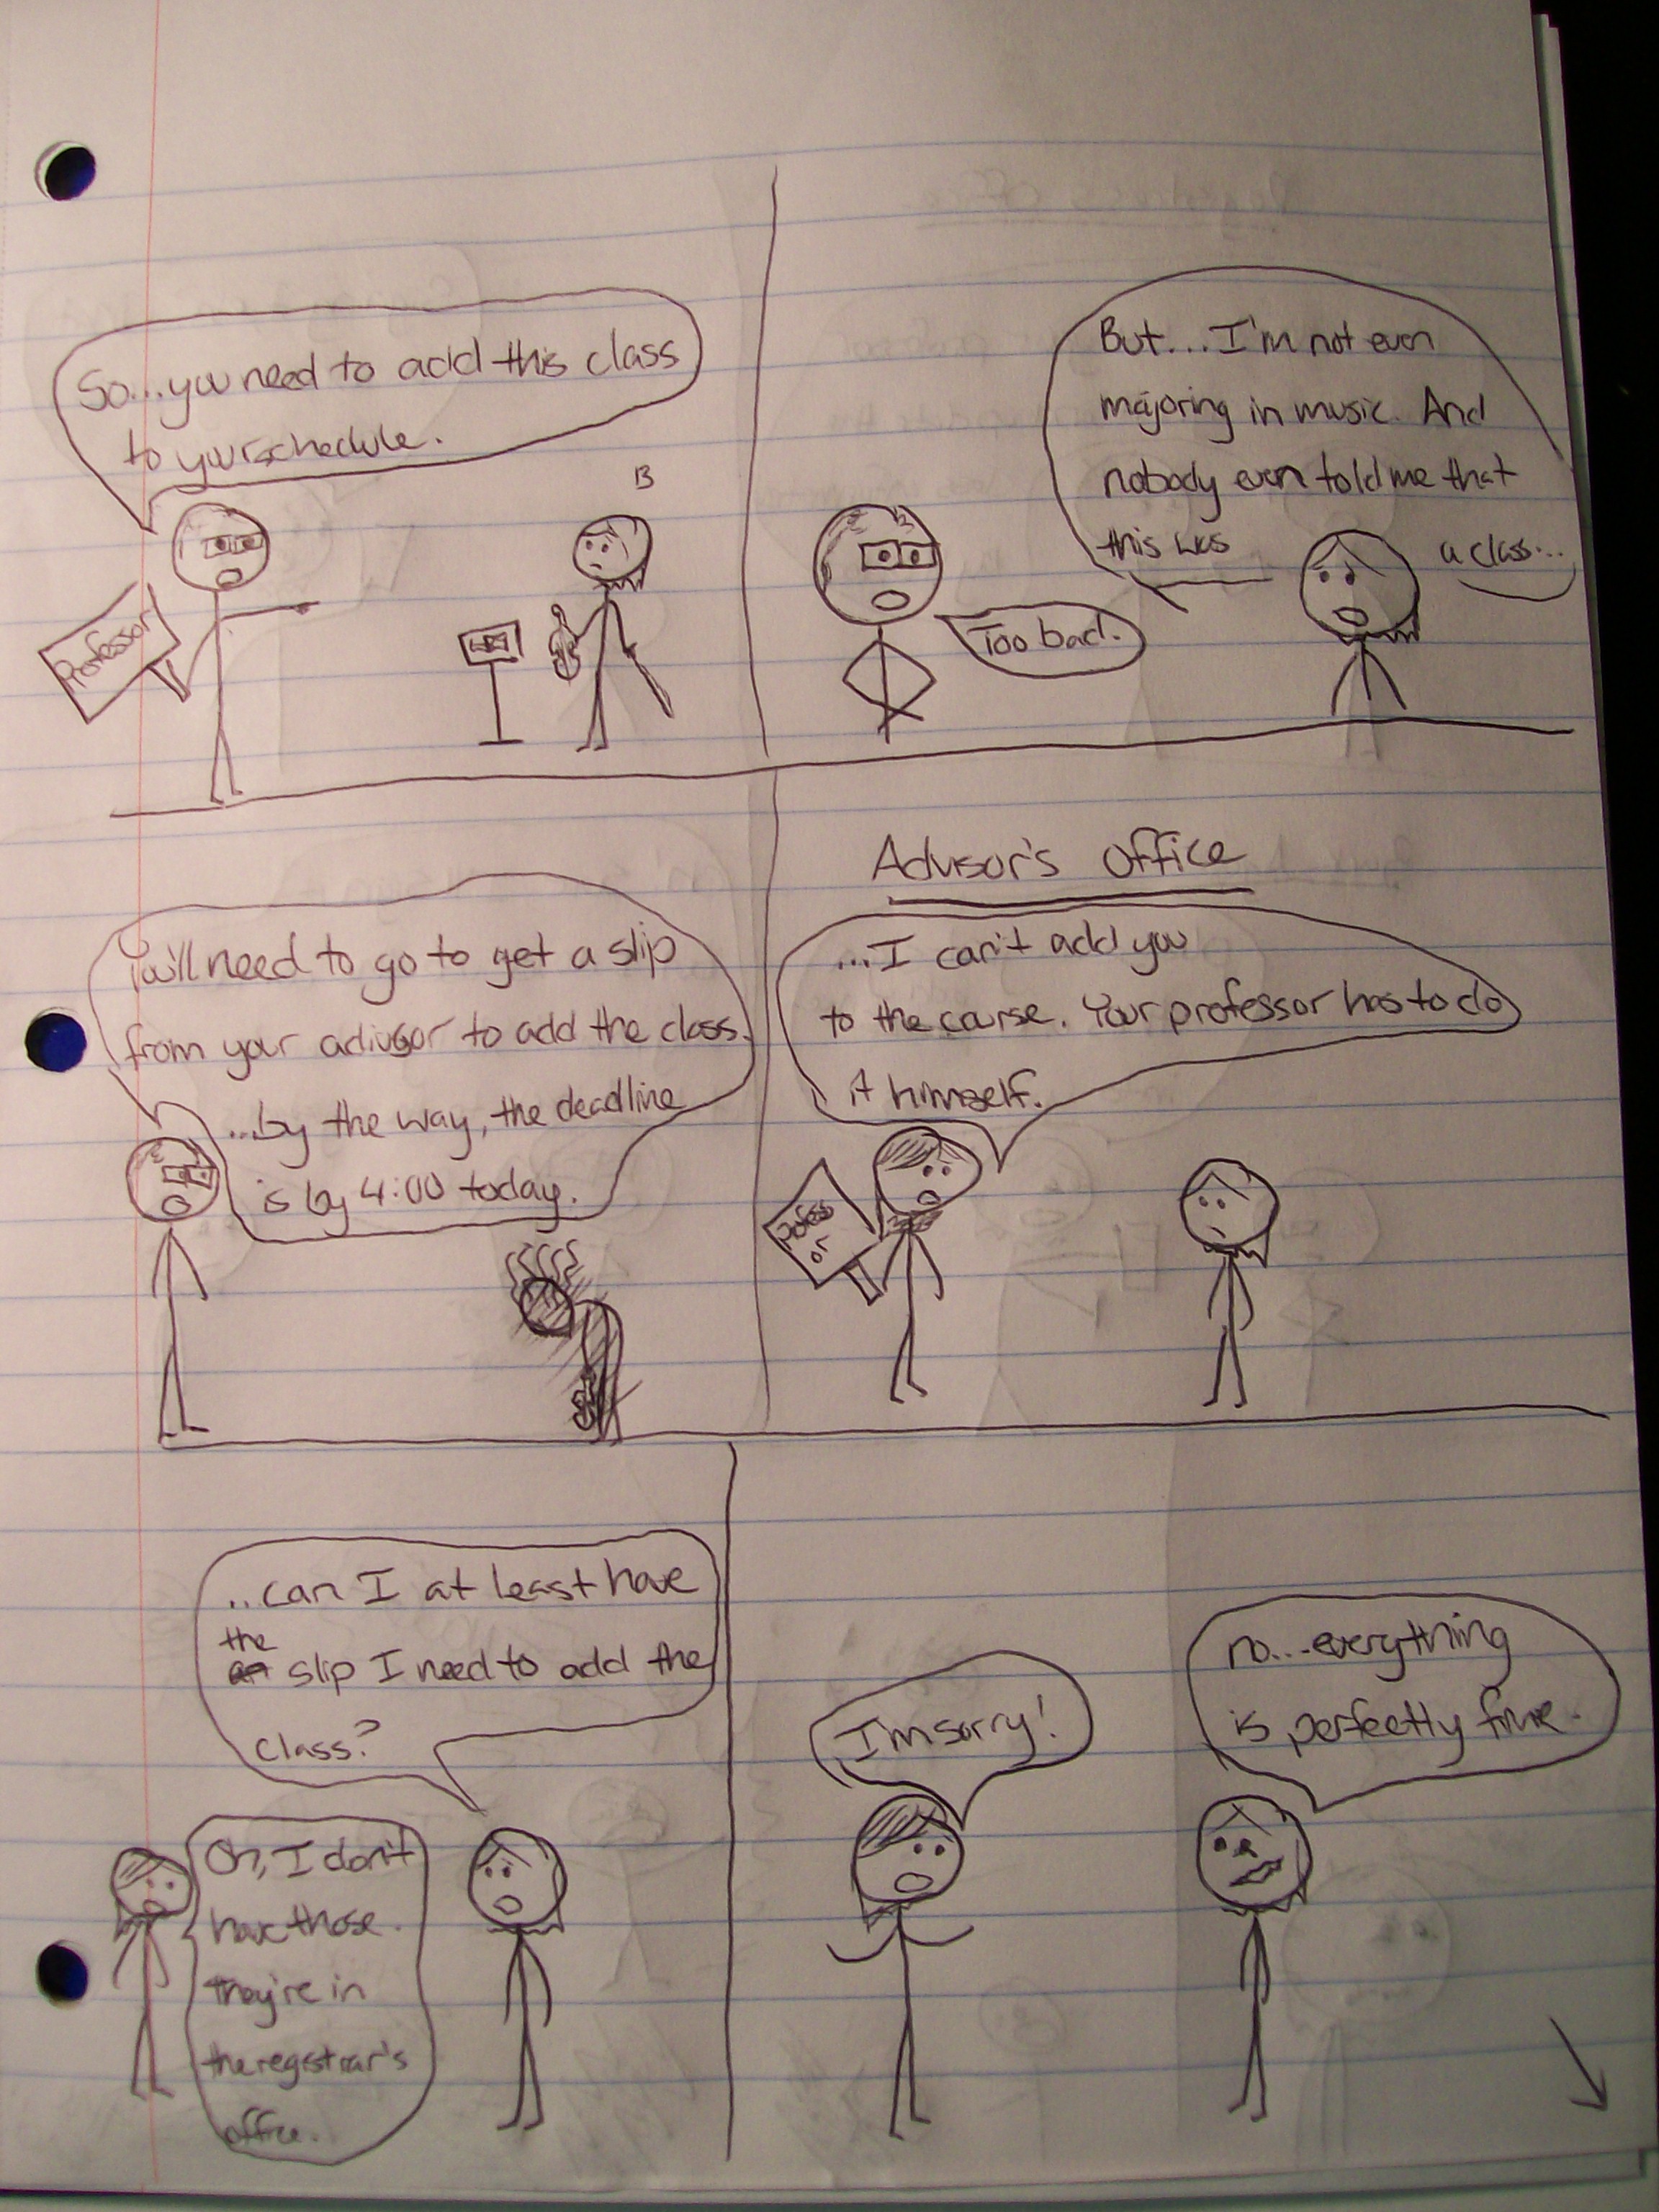 So...you need to add this class
to your schedule.
Professor
B
But...I'm not even
majoring in music. And
nobody even told me that
this was a class...
Too bad.
You'll need to go to get a slip
from your advisor to add the class.
...by the way, the deadline
is by 4:00 today.
Advisor's Office
...I can't add you
to the course. Your professor has to do
it himself.
Profess
or
..can I at least have
the
slip I need to add the
class?
Oh, I don't
have those.
they're in
the registrar's
office.
I'm sorry!
no...everything
is perfectly fine.